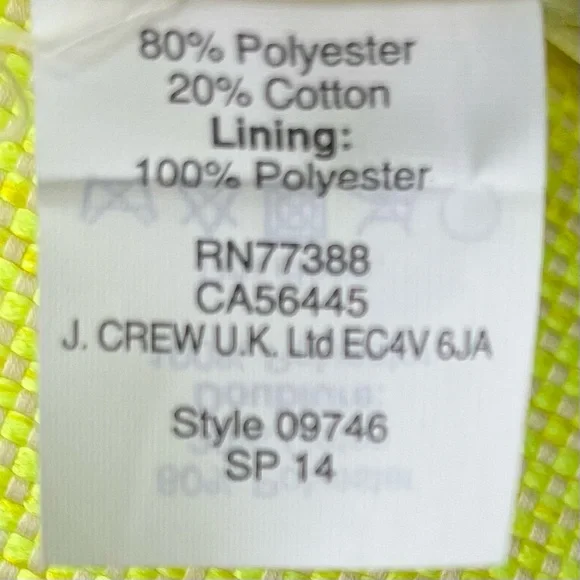 80% Polyester
20% Cotton
Lining:
100% Polyester
RN77388
CA56445
J. CREW U.K. Ltd EC4V 6JA
Style 09746
SP 14